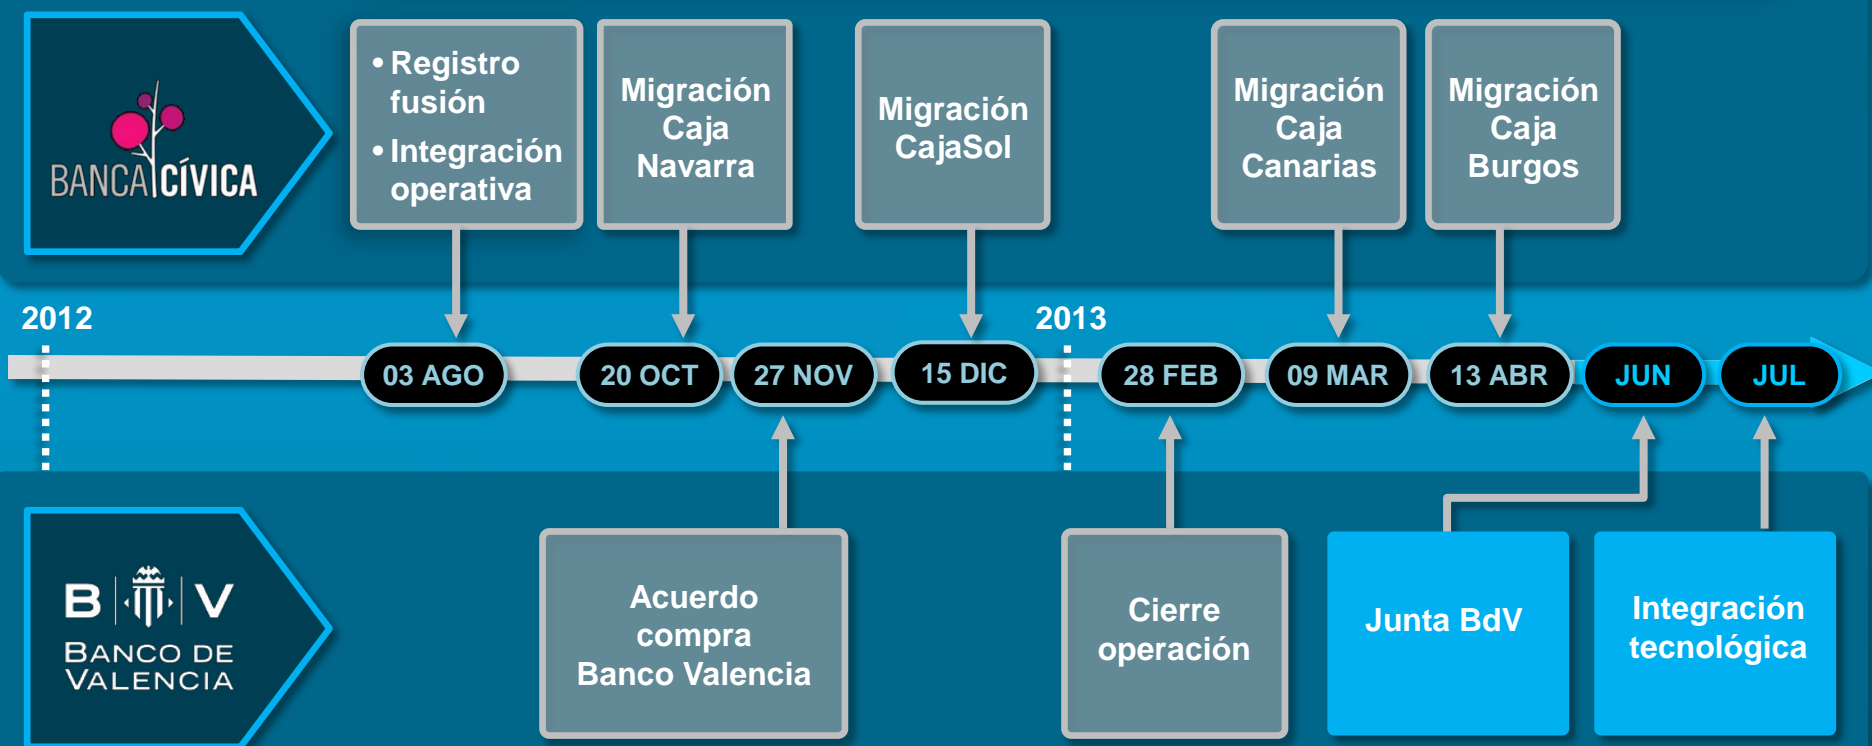 BANCA CÍVICA
• Registro
fusión
• Integración
operativa
Migración
Caja
Navarra
Migración
CajaSol
Migración
Caja
Canarias
Migración
Caja
Burgos
2012
2013
03 AGO
20 OCT
27 NOV
15 DIC
28 FEB
09 MAR
13 ABR
JUN
JUL
B V
BANCO DE
VALENCIA
Acuerdo
compra
Banco Valencia
Cierre
operación
Junta BdV
Integración
tecnológica